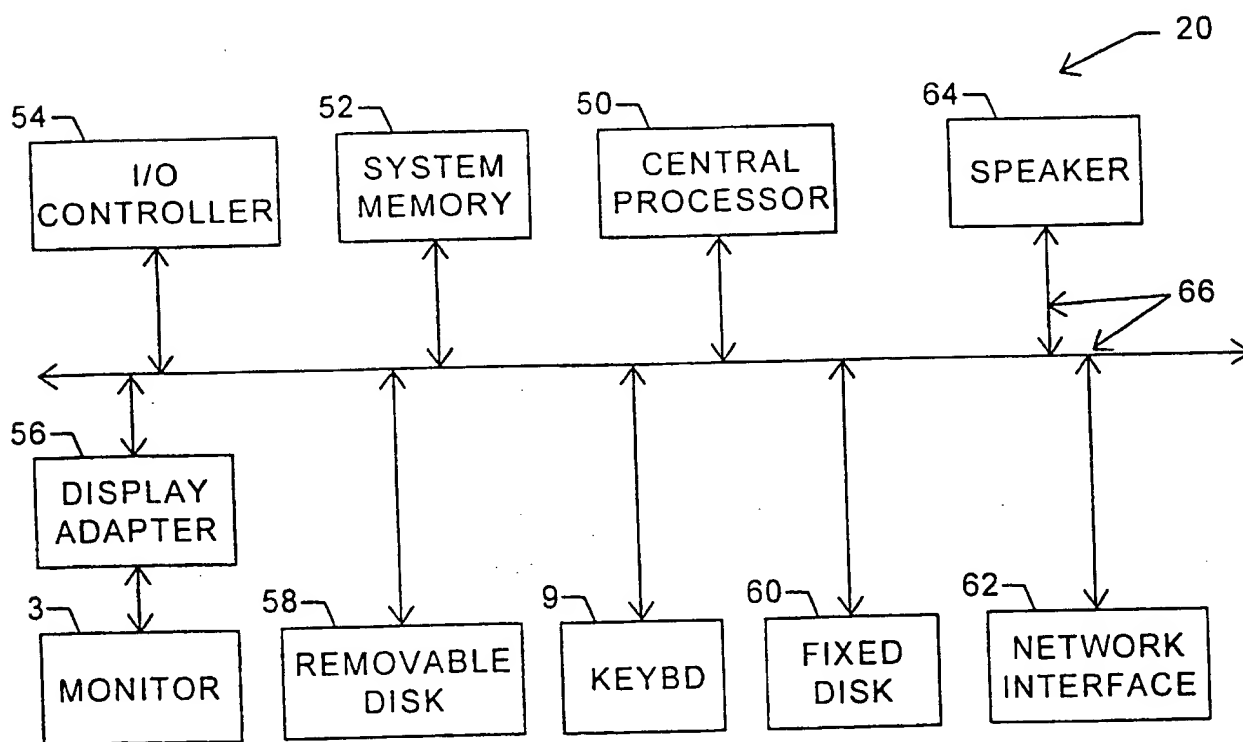 20
54
52
50
64
I/O
CONTROLLER
SYSTEM
MEMORY
CENTRAL
PROCESSOR
SPEAKER
66
56
DISPLAY
ADAPTER
3
58
9
60
62
MONITOR
REMOVABLE
DISK
KEYBD
FIXED
DISK
NETWORK
INTERFACE